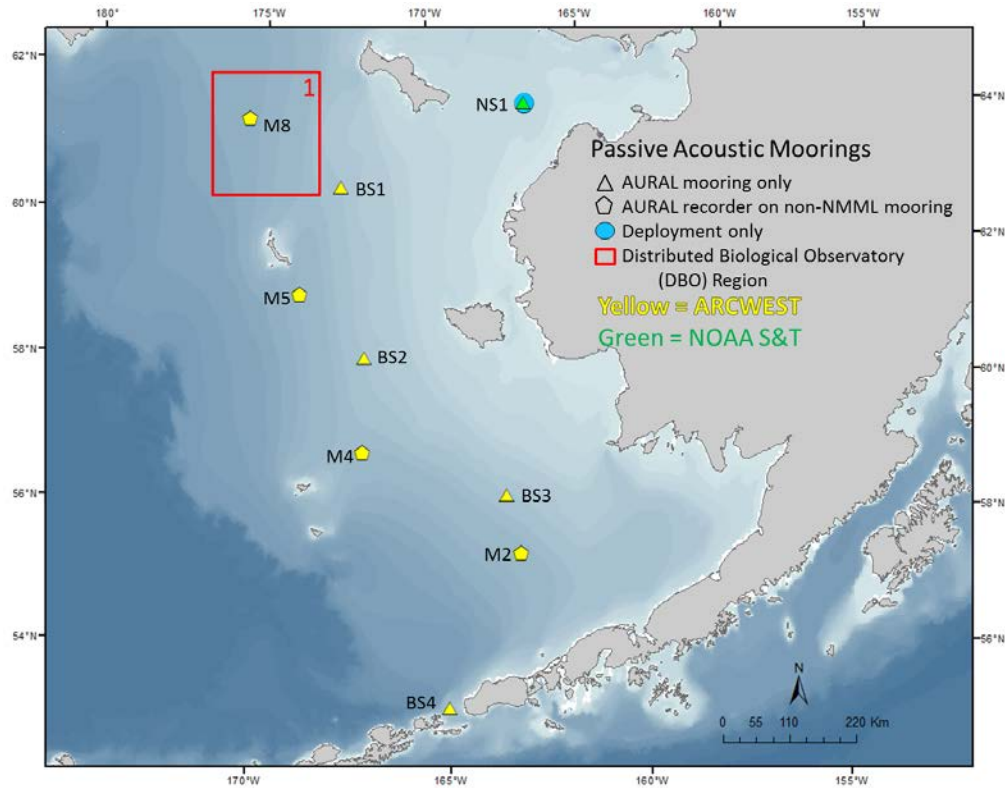 180° 175°W 170°W 165°W 160°W 155°W
62°N
1
64°N
M8
NS1
Passive Acoustic Moorings
AURAL mooring only
AURAL recorder on non-NMML mooring
Deployment only
Distributed Biological Observatory
(DBO) Region
Yellow = ARCWEST
Green = NOAA S&T
BS1
60°N
62°N
M5
58°N
BS2
60°N
M4
56°N
BS3
58°N
M2
54°N
56°N
BS4
N
0 55 110 220 Km
170°W 165°W 160°W 155°W